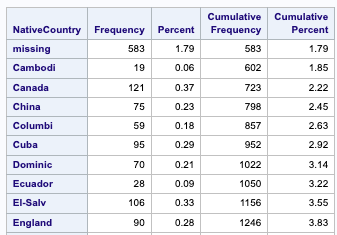 NativeCountry Frequency Percent Cumulative Frequency Cumulative Percent
missing 583 1.79 583 1.79
Cambodi 19 0.06 602 1.85
Canada 121 0.37 723 2.22
China 75 0.23 798 2.45
Columbi 59 0.18 857 2.63
Cuba 95 0.29 952 2.92
Dominic 70 0.21 1022 3.14
Ecuador 28 0.09 1050 3.22
El-Salv 106 0.33 1156 3.55
England 90 0.28 1246 3.83